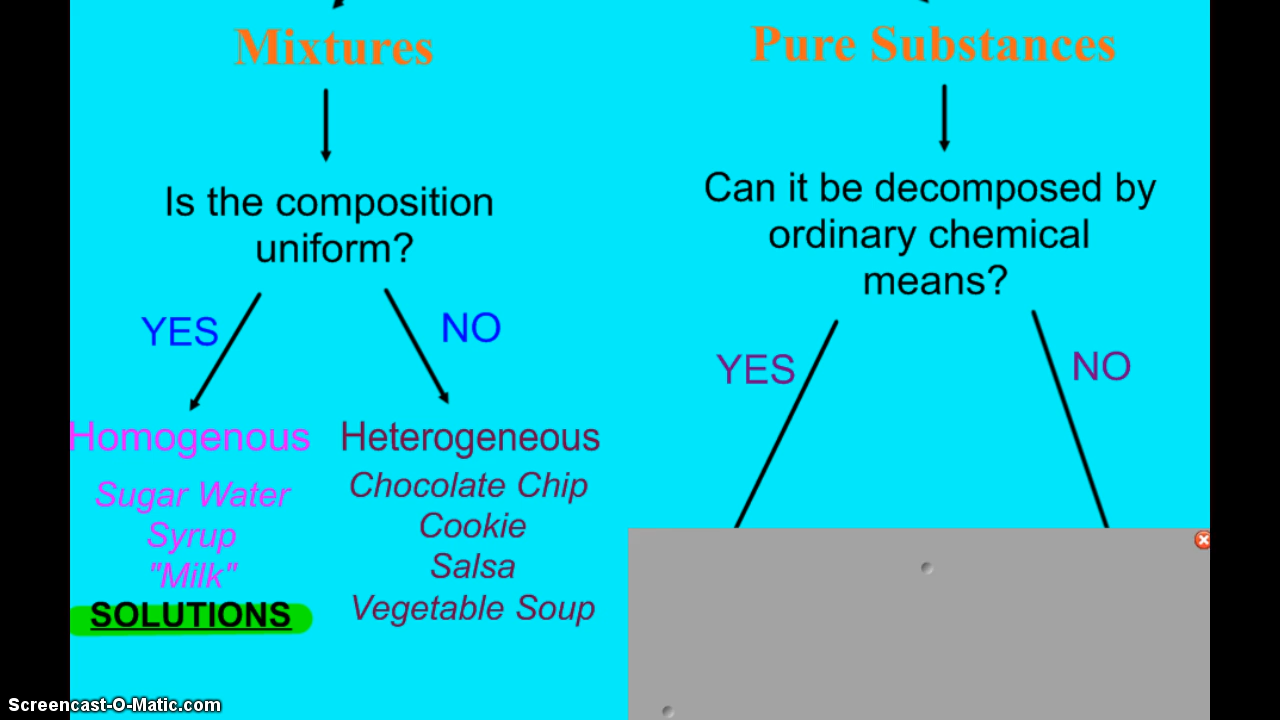 Mixtures
Is the composition
uniform?
YES
NO
Homogenous
Sugar Water
Syrup
"Milk"
SOLUTIONS
Heterogeneous
Chocolate Chip
Cookie
Salsa
Vegetable Soup
Pure Substances
Can it be decomposed by
ordinary chemical
means?
YES
NO
Screencast-O-Matic.com